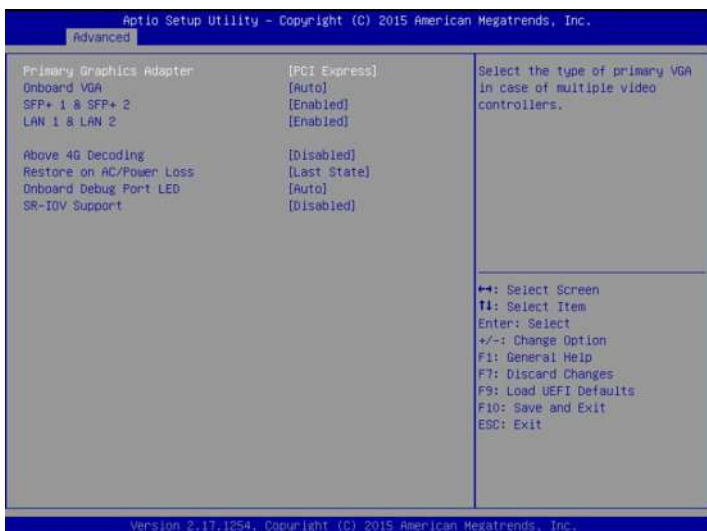 Aptio Setup Utility – Copyright (C) 2015 American Megatrends, Inc.
Advanced
Primary Graphics Adapter [PCI Express]
Onboard VGA [Auto]
SFP+ 1 & SFP+ 2 [Enabled]
LAN 1 & LAN 2 [Enabled]
Above 4G Decoding [Disabled]
Restore on AC/Power Loss [Last State]
Onboard Debug Port LED [Auto]
SR-IOV Support [Disabled]
Select the type of primary VGA
in case of multiple video
controllers.
↔: Select Screen
↑↓: Select Item
Enter: Select
+/-: Change Option
F1: General Help
F7: Discard Changes
F9: Load UEFI Defaults
F10: Save and Exit
ESC: Exit
Version 2.17.1254. Copyright (C) 2015 American Megatrends, Inc.